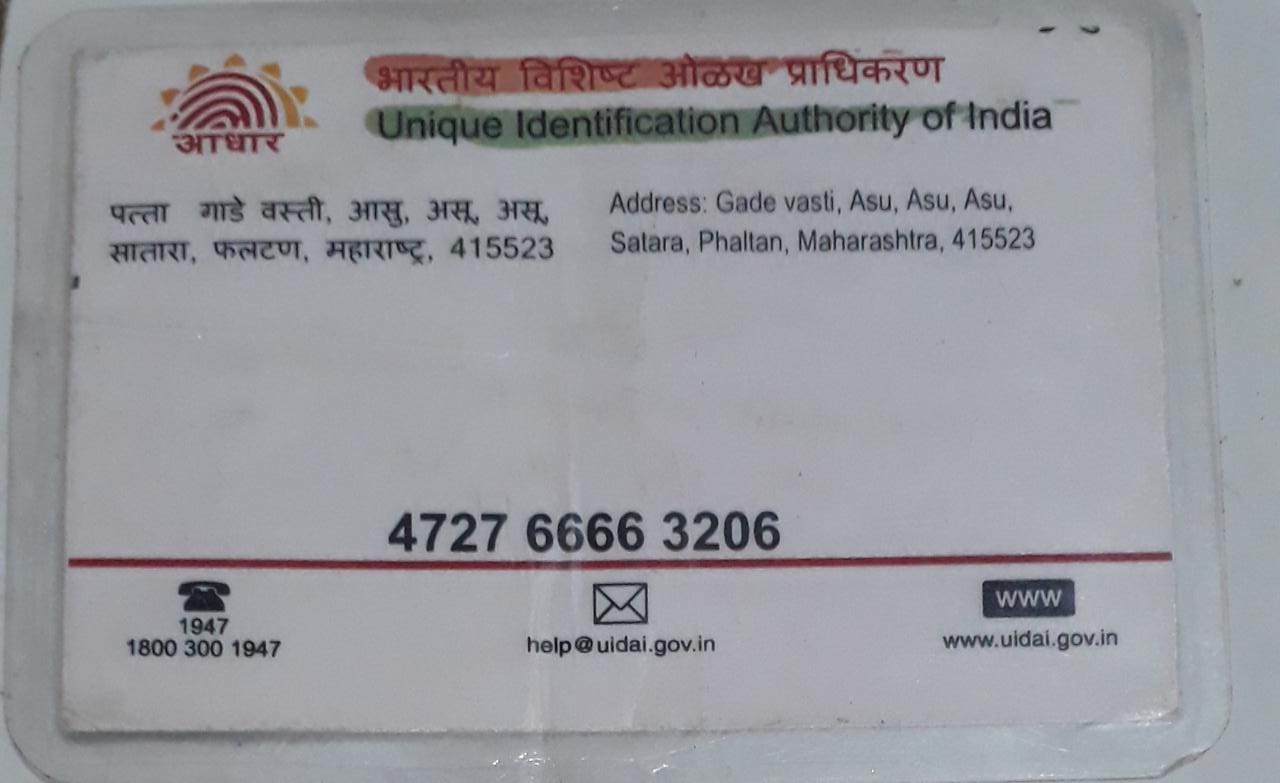 भारतीय विशिष्ट ओळख प्राधिकरण
Unique Identification Authority of India
आधार
पत्ता गाडे वस्ती, आसु, असू, असू,
सातारा, फलटण, महाराष्ट्र, 415523
Address: Gade vasti, Asu, Asu, Asu,
Satara, Phaltan, Maharashtra, 415523
4727 6666 3206
1947
1800 300 1947
help@uidai.gov.in
www
www.uidai.gov.in